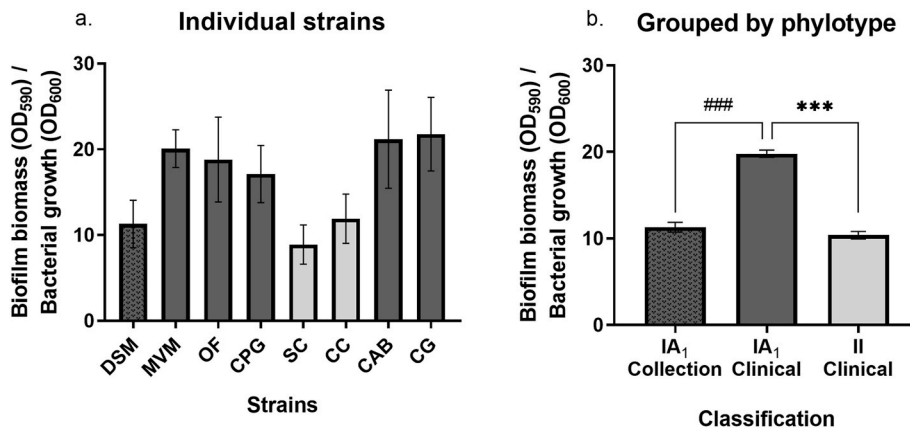 a.
Individual strains
Biofilm biomass (OD590) /
Bacterial growth (OD600)
30
20
10
0
DSM
MVM
OF
CPG
SC
CC
CAB
CG
Strains
b.
Grouped by phylotype
Biofilm biomass (OD590) /
Bacterial growth (OD600)
30
20
10
0
###
***
IA1
Collection
IA1
Clinical
II
Clinical
Classification